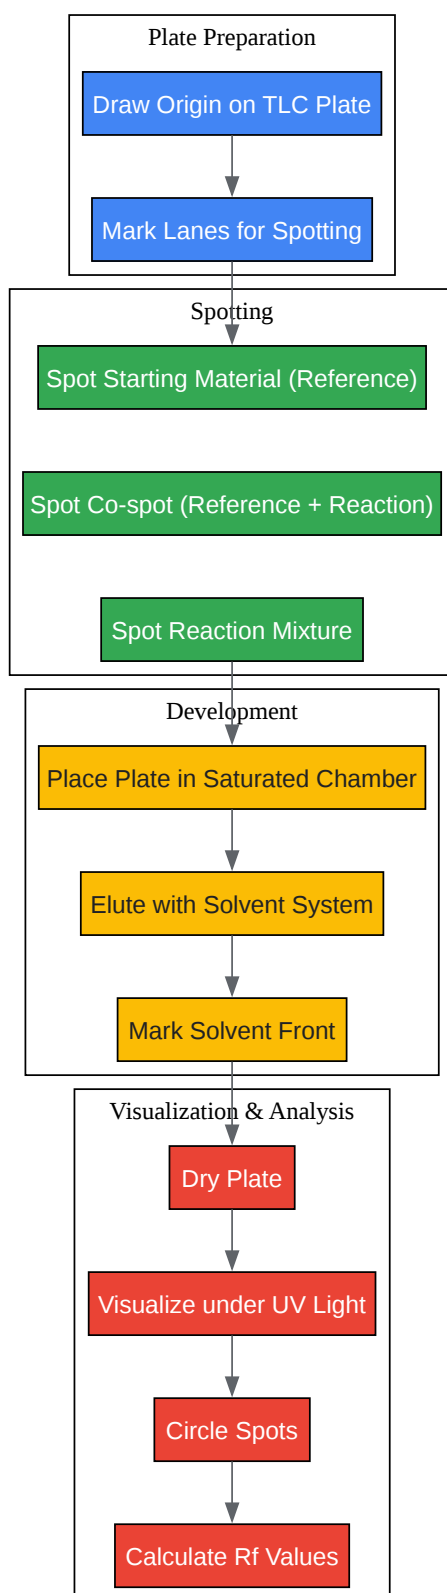 Plate Preparation
Draw Origin on TLC Plate
Mark Lanes for Spotting
Spotting
Spot Starting Material (Reference)
Spot Co-spot (Reference + Reaction)
Spot Reaction Mixture
Development
Place Plate in Saturated Chamber
Elute with Solvent System
Mark Solvent Front
Visualization & Analysis
Dry Plate
Visualize under UV Light
Circle Spots
Calculate Rf Values